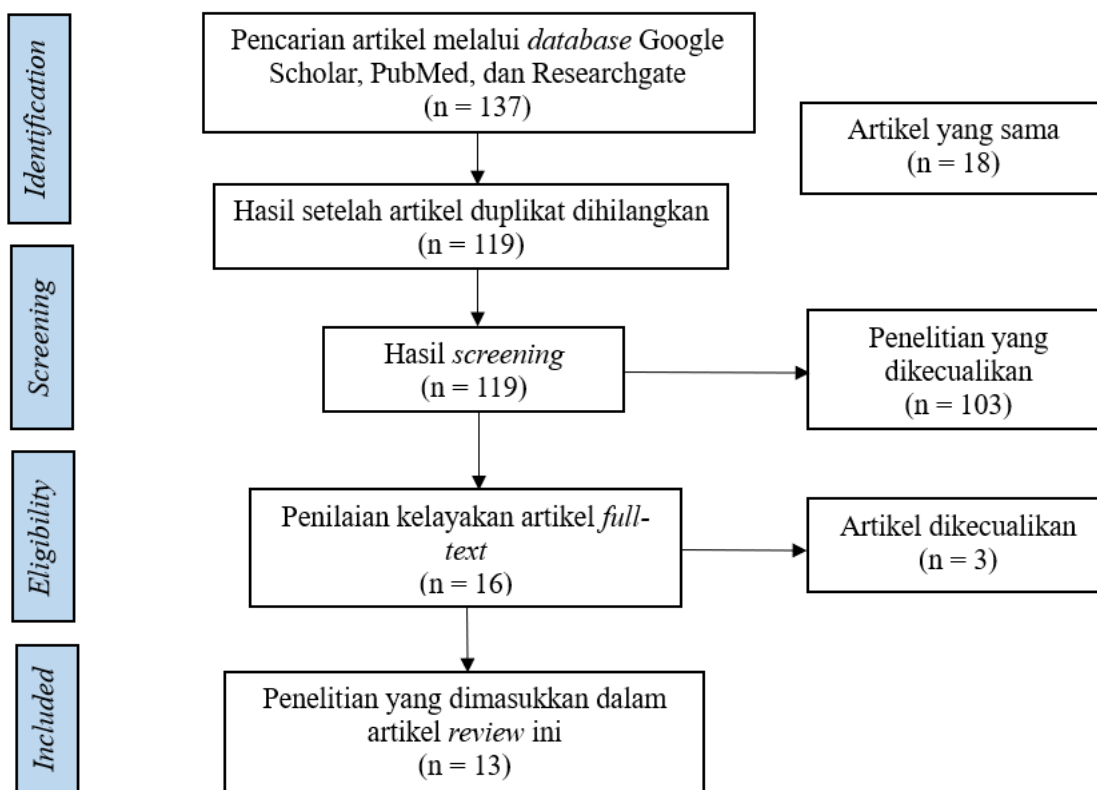 Identification
Pencarian artikel melalui database Google
Scholar, PubMed, dan Researchgate
(n = 137)
Artikel yang sama
(n = 18)
Hasil setelah artikel duplikat dihilangkan
(n = 119)
Screening
Hasil screening
(n = 119)
Penelitian yang
dikecualikan
(n = 103)
Eligibility
Penilaian kelayakan artikel full-
text
(n = 16)
Artikel dikecualikan
(n = 3)
Included
Penelitian yang dimasukkan dalam
artikel review ini
(n = 13)